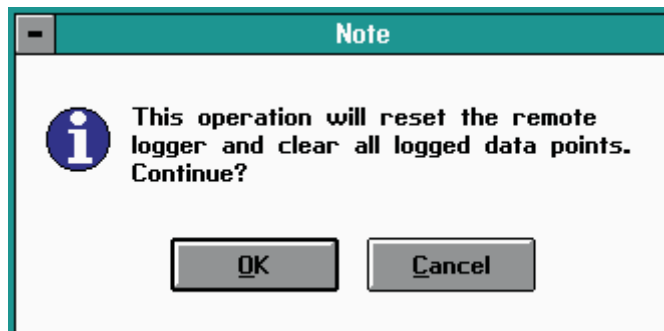 Note
This operation will reset the remote
logger and clear all logged data points.
Continue?
OK
Cancel